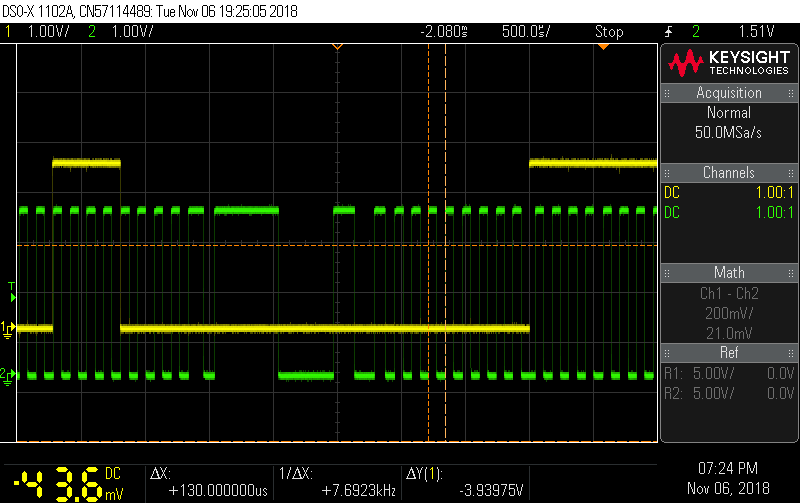 DSO-X 1102A, CN57114489: Tue Nov 06 19:25:05 2018
1 1.00V/ 2 1.00V/ -2.080ms 500.0us/ Stop 2 1.51V
KEYSIGHT
TECHNOLOGIES
Acquisition
Normal
50.0MSa/s
Channels
DC 1.00:1
DC 1.00:1
Math
Ch1 - Ch2
200mV/
21.0mV
Ref
R1: 5.00V/ 0.0V
R2: 5.00V/ 0.0V
T
1
2
-43.6 DC mV
ΔX:
+130.000000us
1/ΔX:
+7.6923kHz
ΔY(1):
-3.93975V
07:24 PM
Nov 06, 2018